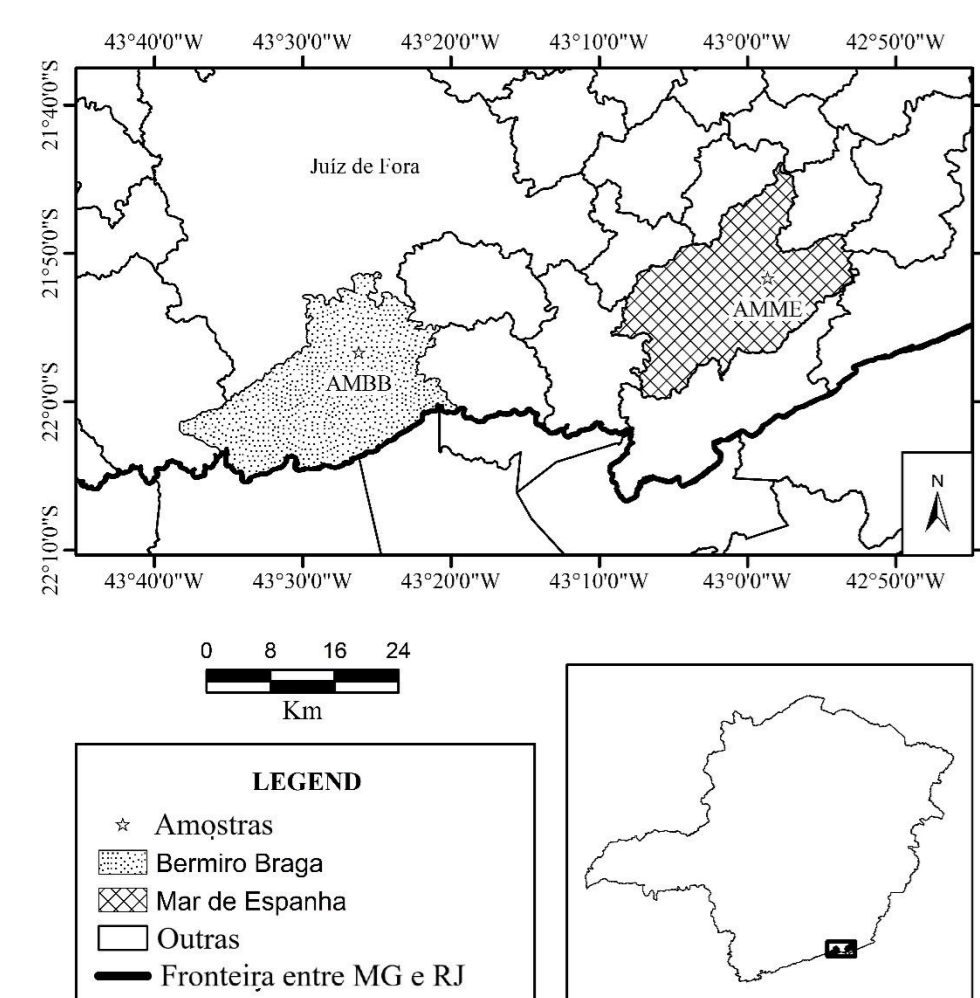 43°40'0"W 43°30'0"W 43°20'0"W 43°10'0"W 43°0'0"W 42°50'0"W
21°40'0"S
Juíz de Fora
21°50'0"S
AMME
AMBB
22°0'0"S
N
22°10'0"S
43°40'0"W 43°30'0"W 43°20'0"W 43°10'0"W 43°0'0"W 42°50'0"W
0 8 16 24
Km
LEGEND
Amostras
Bermiro Braga
Mar de Espanha
Outras
Fronteira entre MG e RJ